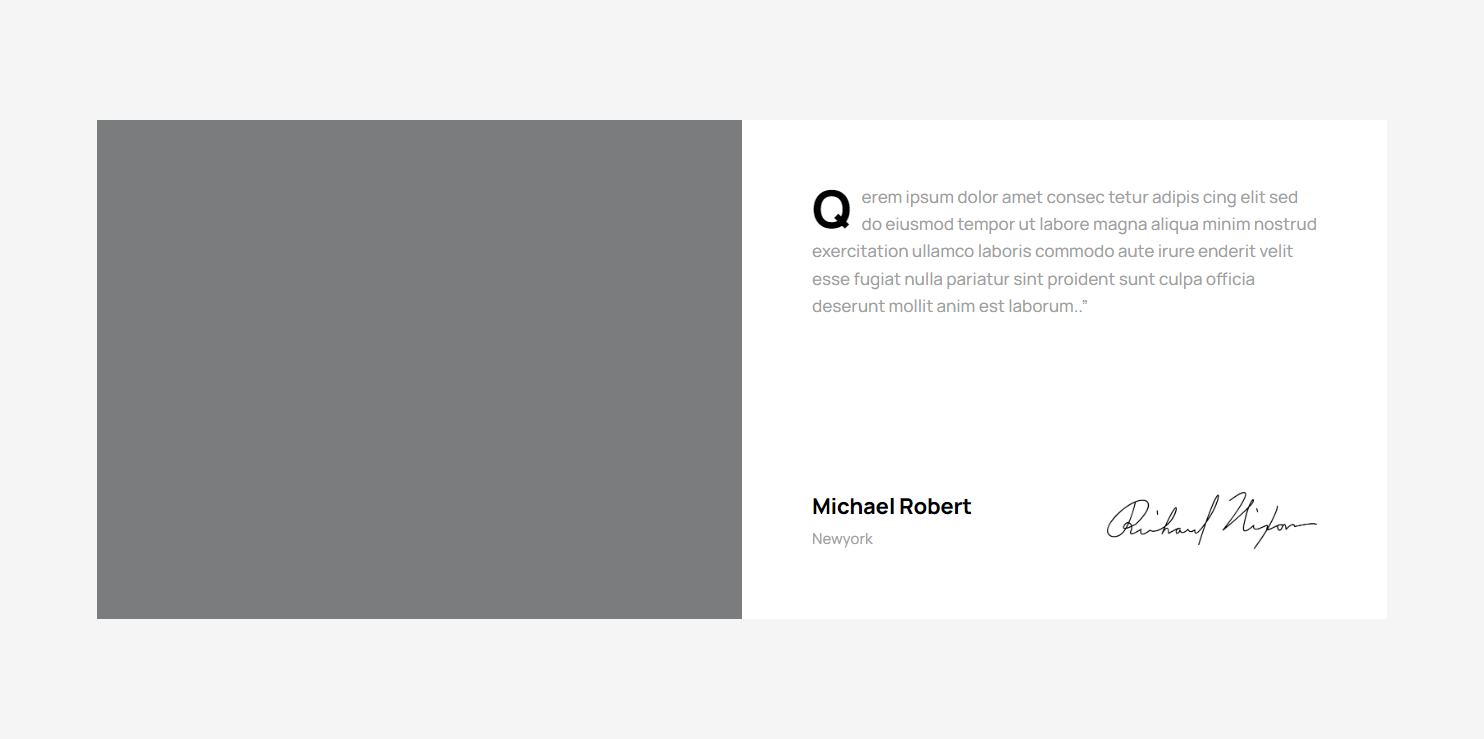 Qerem ipsum dolor amet consec tetur adipis cing elit sed
do eiusmod tempor ut labore magna aliqua minim nostrud
exercitation ullamco laboris commodo aute irure enderit velit
esse fugiat nulla pariatur sint proident sunt culpa officia
deserunt mollit anim est laborum..”
Michael Robert
Newyork
Richard Nixon